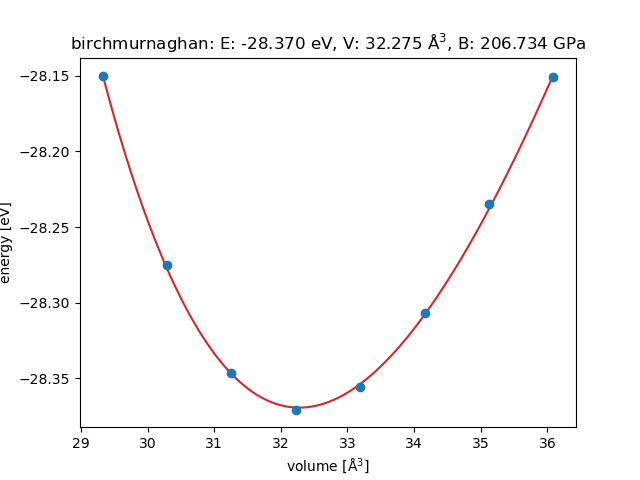 birchmurnaghan: E: -28.370 eV, V: 32.275 Å³, B: 206.734 GPa
energy [eV]
−28.15
−28.20
−28.25
−28.30
−28.35
29 30 31 32 33 34 35 36
volume [Å³]